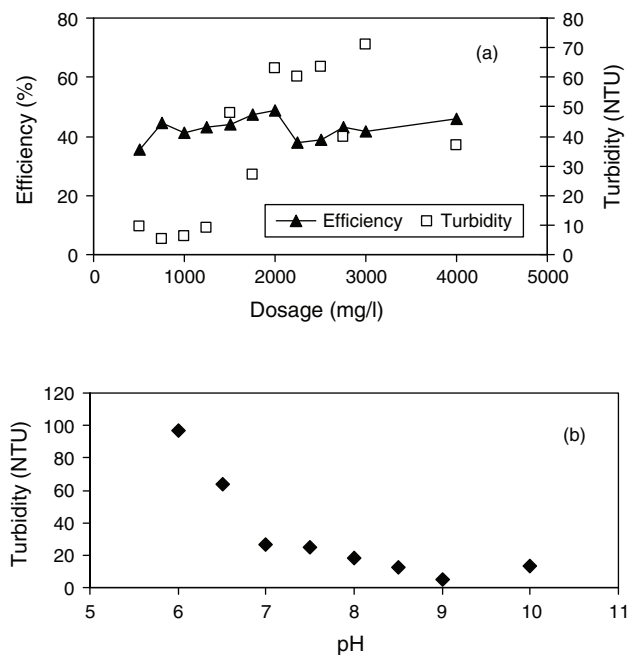 (a)
Efficiency (%)
80
60
40
20
0
Turbidity (NTU)
80
70
60
50
40
30
20
10
0
Efficiency Turbidity
0 1000 2000 3000 4000 5000
Dosage (mg/l)
(b)
Turbidity (NTU)
120
100
80
60
40
20
0
5 6 7 8 9 10 11
pH